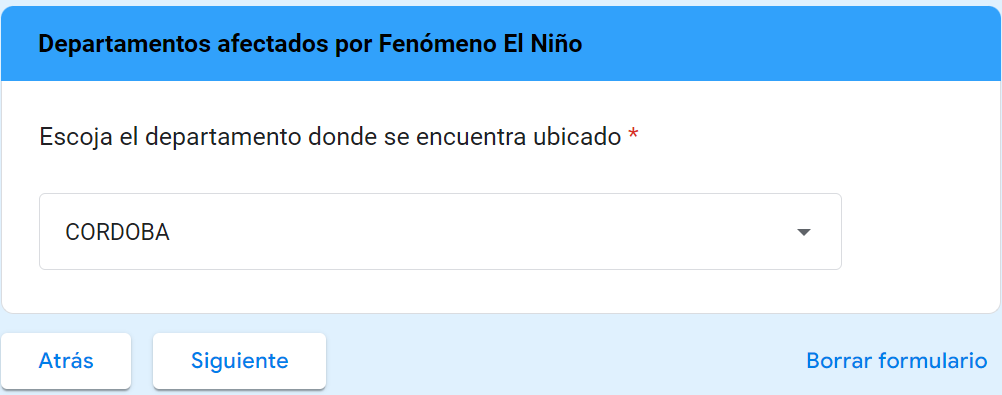 Departamentos afectados por Fenómeno El Niño
Escoja el departamento donde se encuentra ubicado *
CORDOBA
Atrás
Siguiente
Borrar formulario